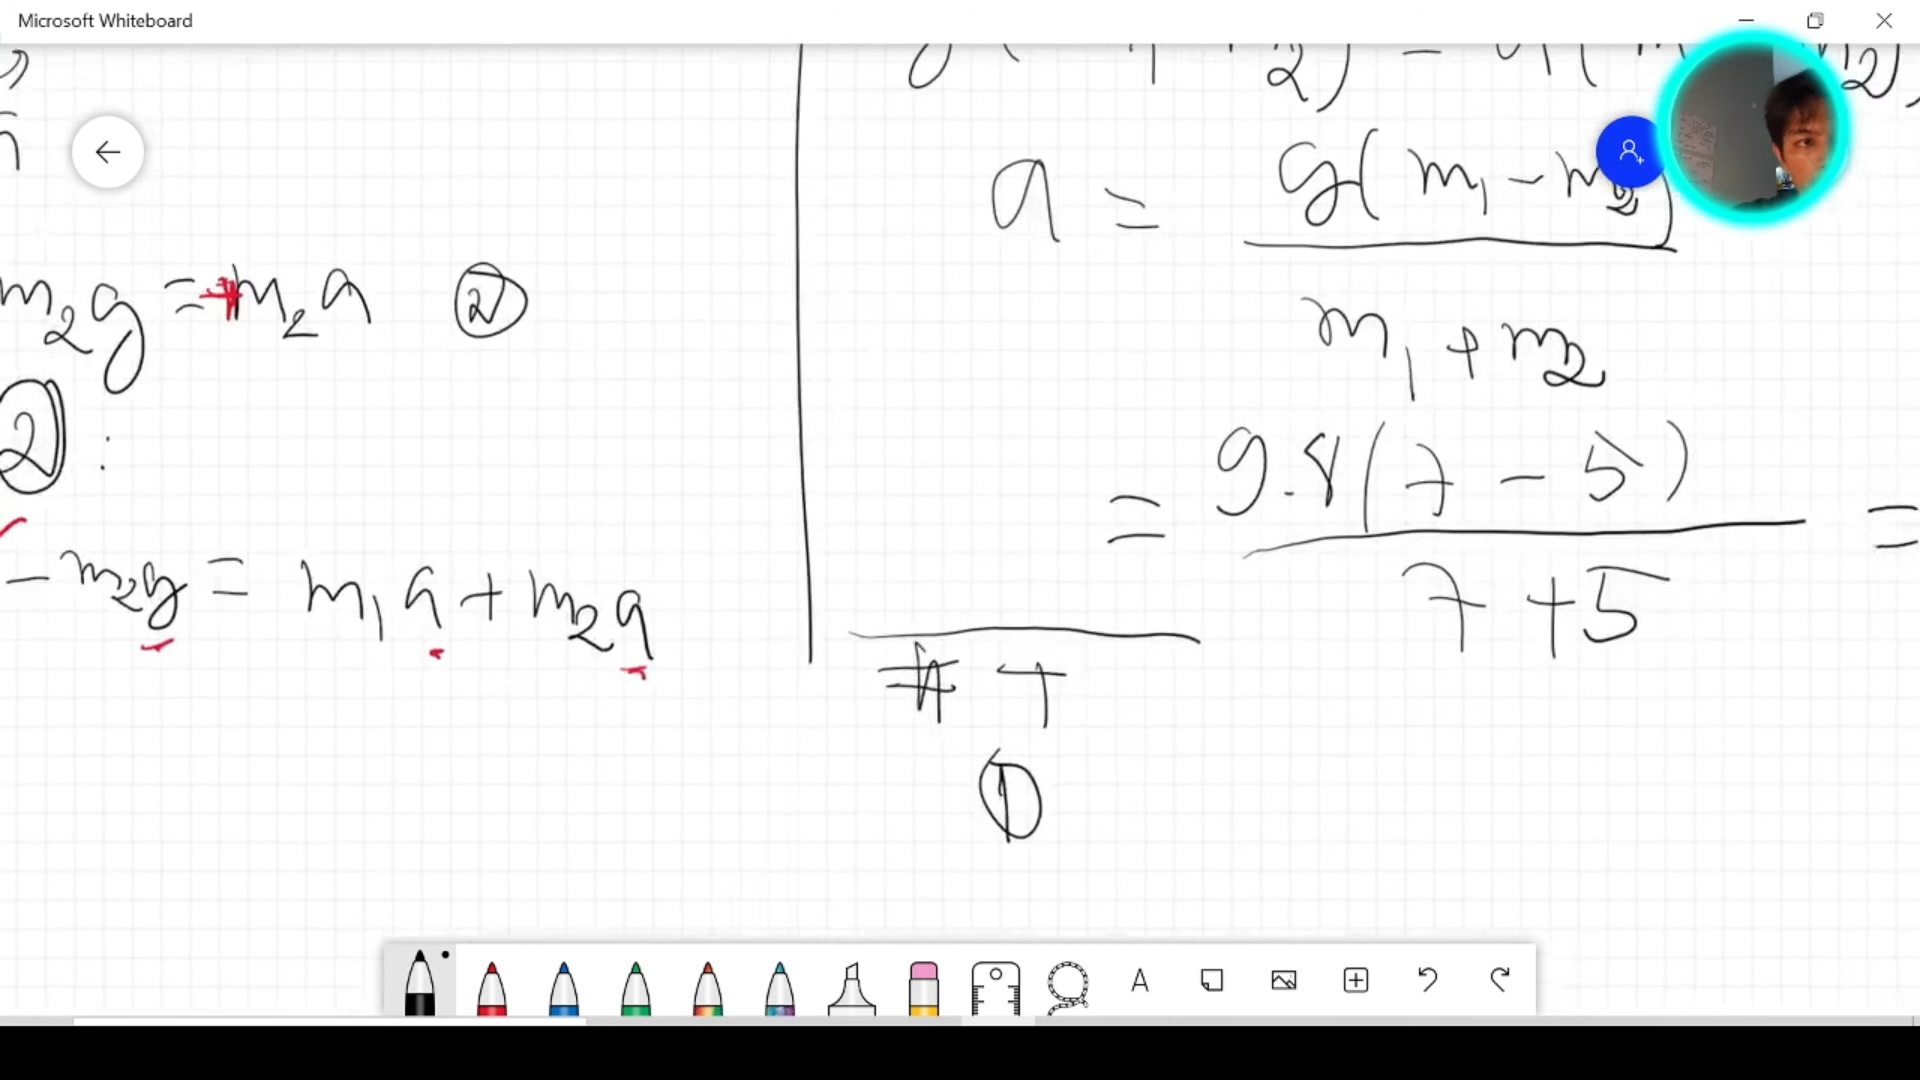 Microsoft Whiteboard
m₂g = +m₂a ②
② :
- m₂g = m₁a + m₂a
a = g(m₁ - m₂)
m₁ + m₂
= 9.8(7 - 5) =
7 + 5
# T
①
A